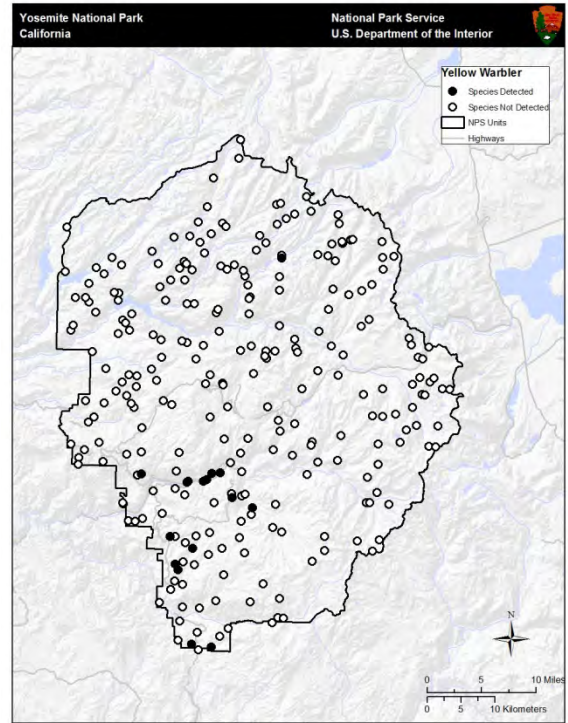 Yosemite National Park
California
National Park Service
U.S. Department of the Interior
Yellow Warbler
Species Detected
Species Not Detected
NPS Units
Highways
N
0 5 10 Miles
0 5 10 Kilometers